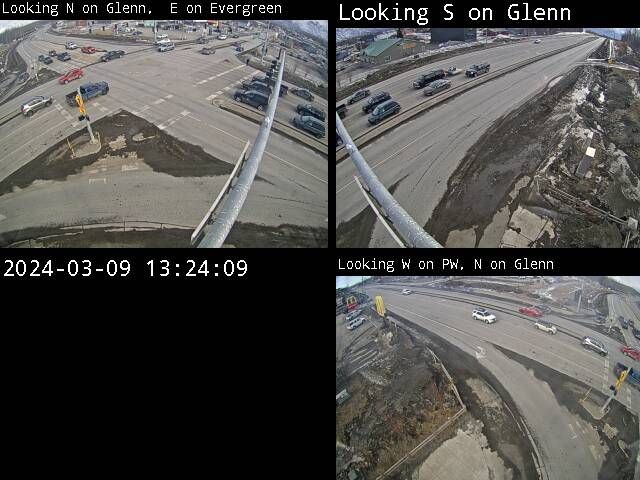 Looking N on Glenn, E on Evergreen
Looking S on Glenn
2024-03-09 13:24:09
Looking W on PW, N on Glenn